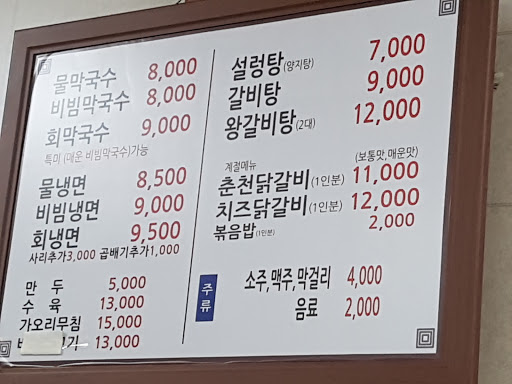 물막국수 8,000
비빔막국수 8,000
회막국수 9,000
특미 (매운 비빔막국수)가능
물냉면 8,500
비빔냉면 9,000
회냉면 9,500
사리추가3,000 곱배기추가1,000
만 두 5,000
수 육 13,000
가오리무침 15,000
13,000
설렁탕(양지탕) 7,000
갈비탕 9,000
왕갈비탕(2대) 12,000
계절메뉴 (보통맛,매운맛)
춘천닭갈비(1인분) 11,000
치즈닭갈비(1인분) 12,000
볶음밥(1인분) 2,000
주류
소주,맥주,막걸리 4,000
음료 2,000